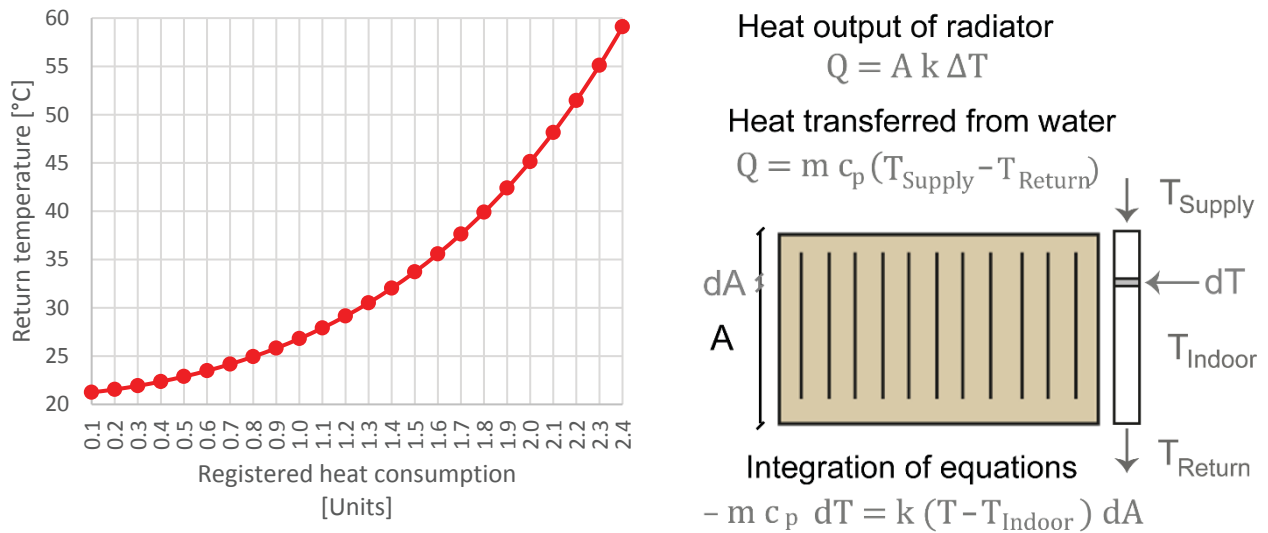 60
55
50
45
40
35
30
25
20
Return temperature [°C]
0.1 0.2 0.3 0.4 0.5 0.6 0.7 0.8 0.9 1.0 1.1 1.2 1.3 1.4 1.5 1.6 1.7 1.8 1.9 2.0 2.1 2.2 2.3 2.4
Registered heat consumption
[Units]
Heat output of radiator
Q = A k ΔT
Heat transferred from water
Q = m c_p (T_Supply – T_Return)
T_Supply
dA
dT
A
T_Indoor
T_Return
Integration of equations
– m c_p dT = k (T – T_Indoor) dA